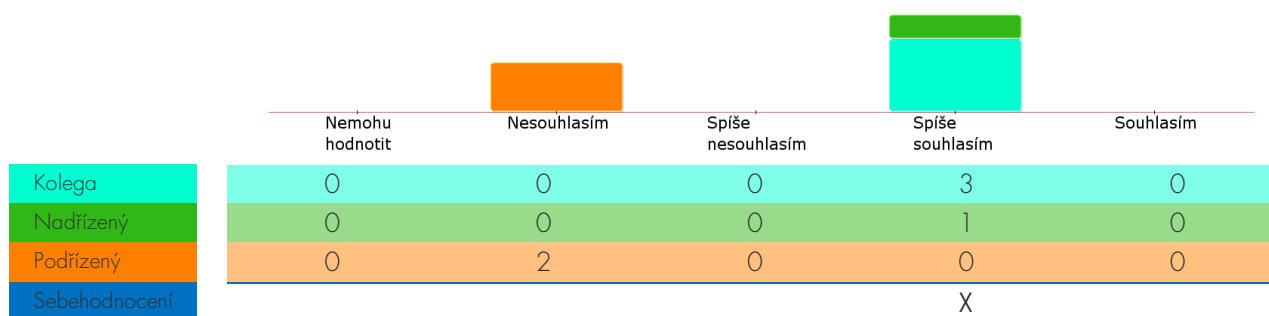 Nemohu hodnotit
Nesouhlasím
Spíše nesouhlasím
Spíše souhlasím
Souhlasím
Kolega 0 0 0 3 0
Nadřízený 0 0 0 1 0
Podřízený 0 2 0 0 0
Sebehodnocení X